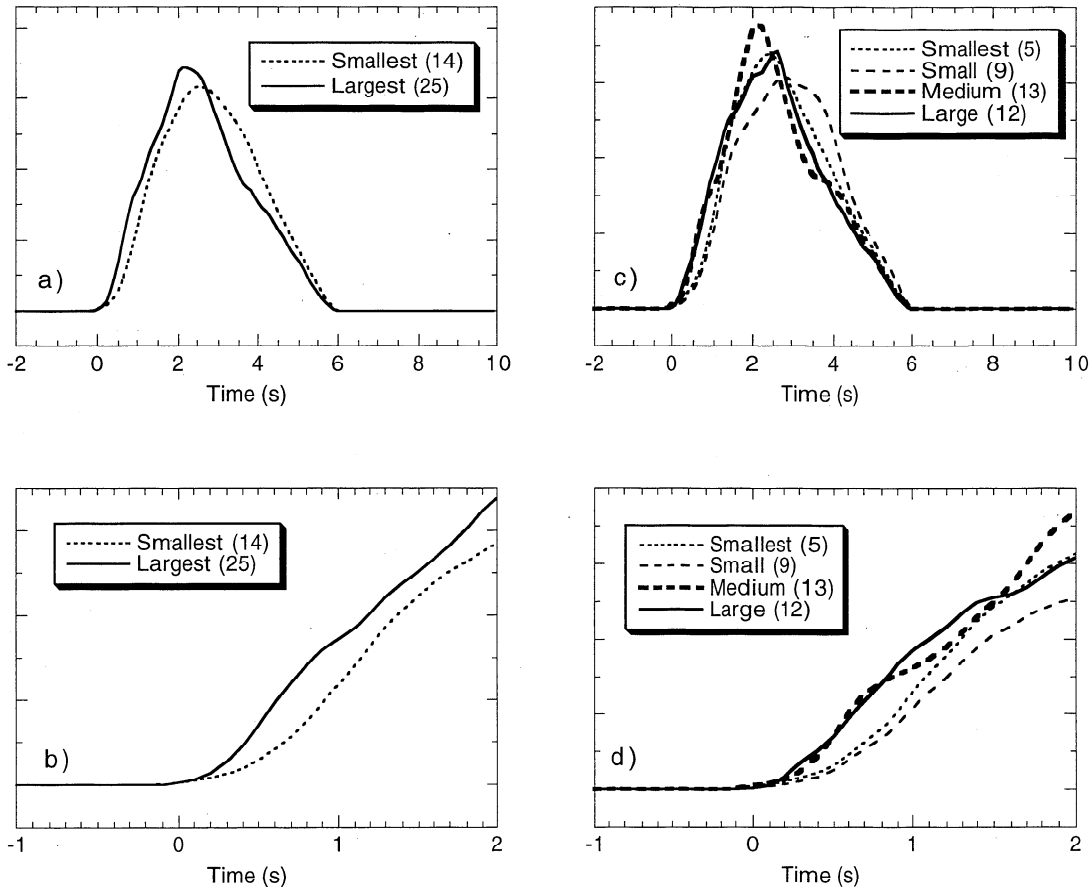 Smallest (14)
Largest (25)
a)
-2 0 2 4 6 8 10
Time (s)
Smallest (5)
Small (9)
Medium (13)
Large (12)
c)
-2 0 2 4 6 8 10
Time (s)
Smallest (14)
Largest (25)
b)
-1 0 1 2
Time (s)
Smallest (5)
Small (9)
Medium (13)
Large (12)
d)
-1 0 1 2
Time (s)